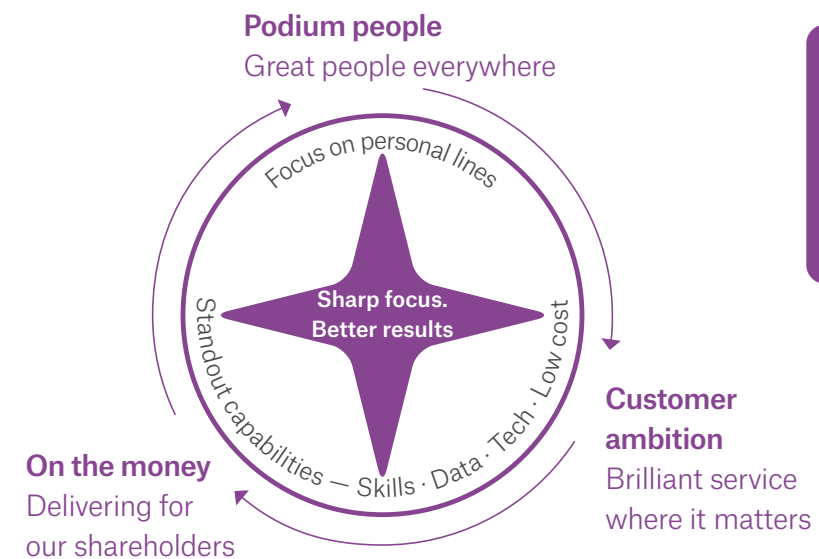 Podium people
Great people everywhere
Focus on personal lines
Sharp focus.
Better results
Standout capabilities — Skills · Data · Tech · Low cost
Customer
ambition
Brilliant service
where it matters
On the money
Delivering for
our shareholders